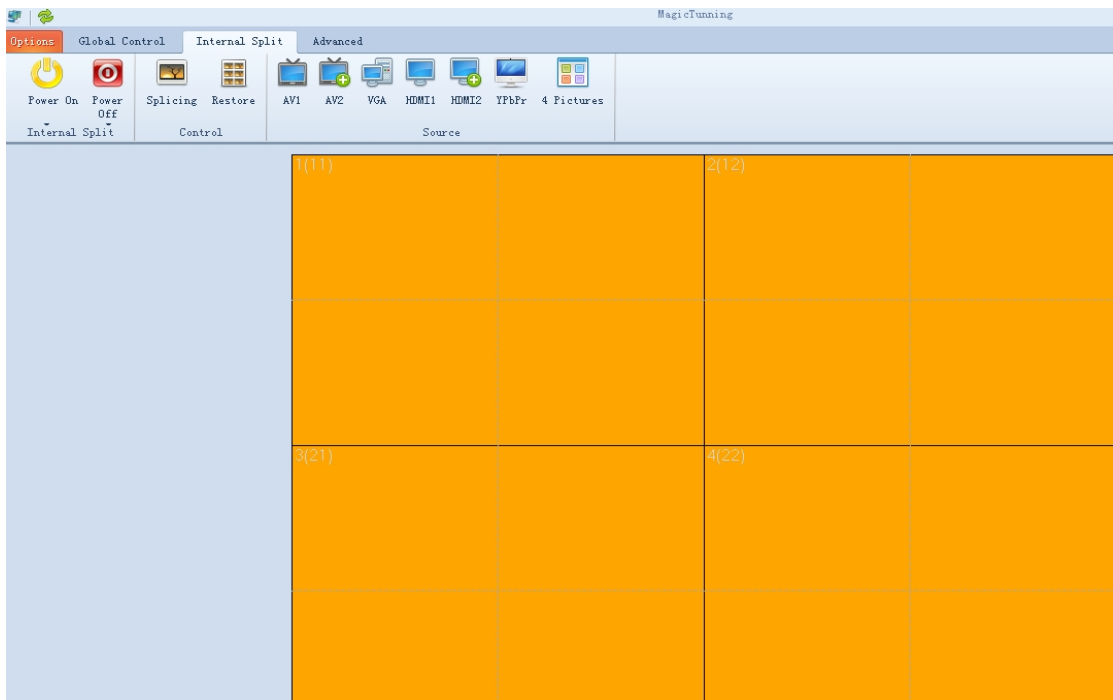 MagicTunning
Options Global Control Internal Split Advanced
Power On Power Off Splicing Restore AV1 AV2 VGA HDMI1 HDMI2 YPbPr 4 Pictures
Internal Split Control Source
1(11) 2(12)
3(21) 4(22)